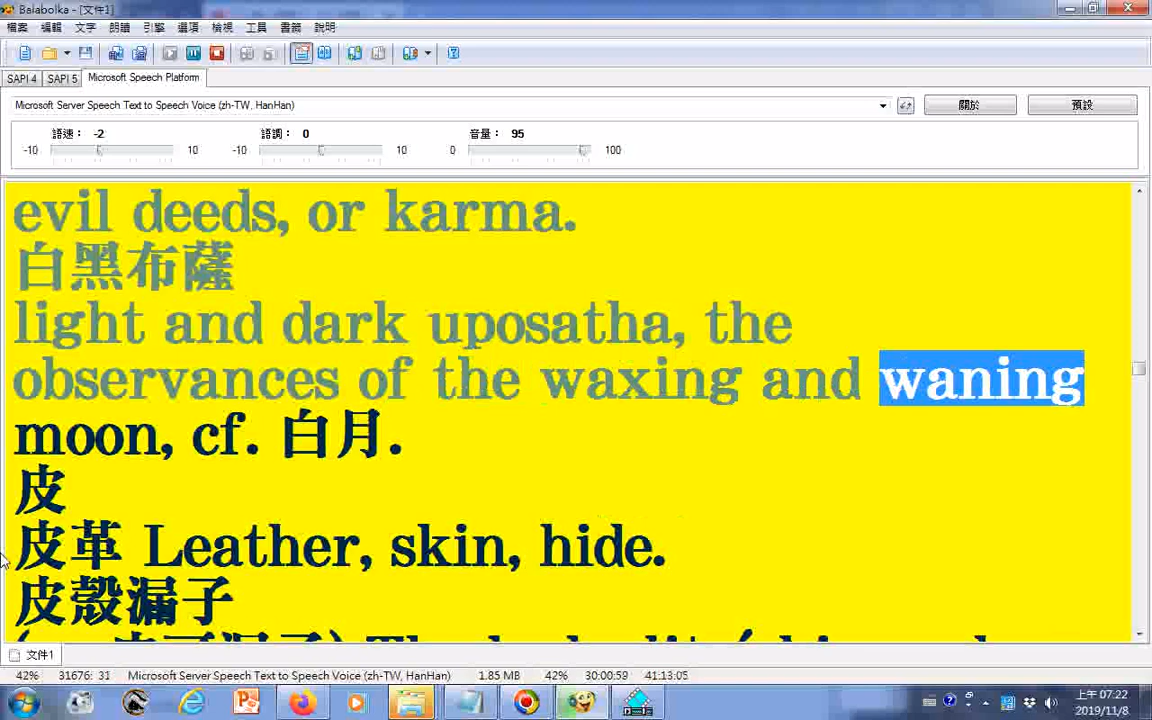 Balabolka - [文件1]
檔案 編輯 文字 朗讀 引擎 選項 檢視 工具 書籤 說明
SAPI 4 SAPI 5 Microsoft Speech Platform
Microsoft Server Speech Text to Speech Voice (zh-TW, HanHan) 關於 預設
語速： -2 語調： 0 音量： 95
-10 10 -10 10 0 100
evil deeds, or karma.
白黑布薩
light and dark uposatha, the
observances of the waxing and waning
moon, cf. 白月.
皮
皮革 Leather, skin, hide.
皮殼漏子
文件1
42% 31676: 31 Microsoft Server Speech Text to Speech Voice (zh-TW, HanHan) 1.85 MB 42% 30:00:59 41:13:05
上午 07:22
2019/11/8